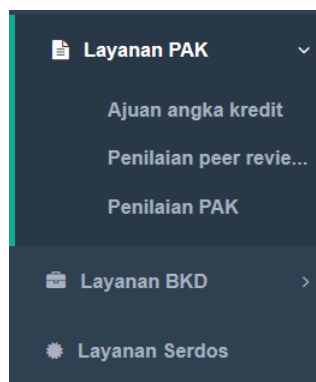 Layanan PAK
Ajuan angka kredit
Penilaian peer revie...
Penilaian PAK
Layanan BKD
Layanan Serdos